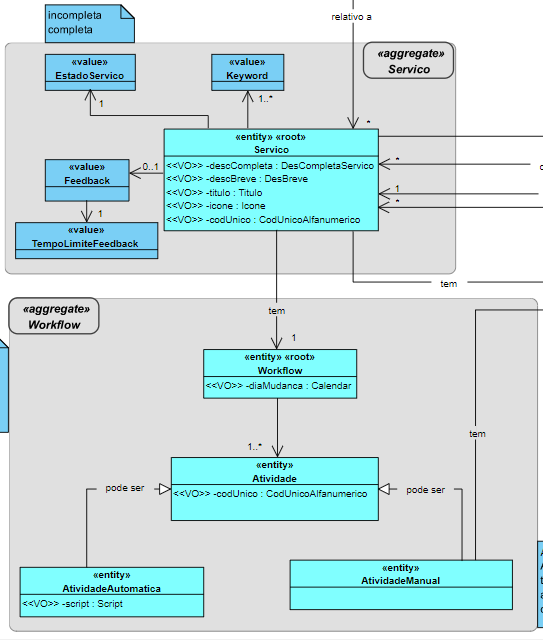 incompleta
completa
relativo a
«aggregate»
Servico
«value»
EstadoServico
«value»
Keyword
1
1..*
*
«entity» «root»
Servico
<<VO>> -descCompleta : DesCompletaServico
<<VO>> -descBreve : DesBreve
<<VO>> -titulo : Titulo
<<VO>> -icone : Icone
<<VO>> -codUnico : CodUnicoAlfanumerico
*
1
*
0..1
«value»
Feedback
1
«value»
TempoLimiteFeedback
tem
«aggregate»
Workflow
tem
1
«entity» «root»
Workflow
<<VO>> -diaMudanca : Calendar
tem
1..*
«entity»
Atividade
<<VO>> -codUnico : CodUnicoAlfanumerico
pode ser
pode ser
«entity»
AtividadeAutomatica
<<VO>> -script : Script
«entity»
AtividadeManual